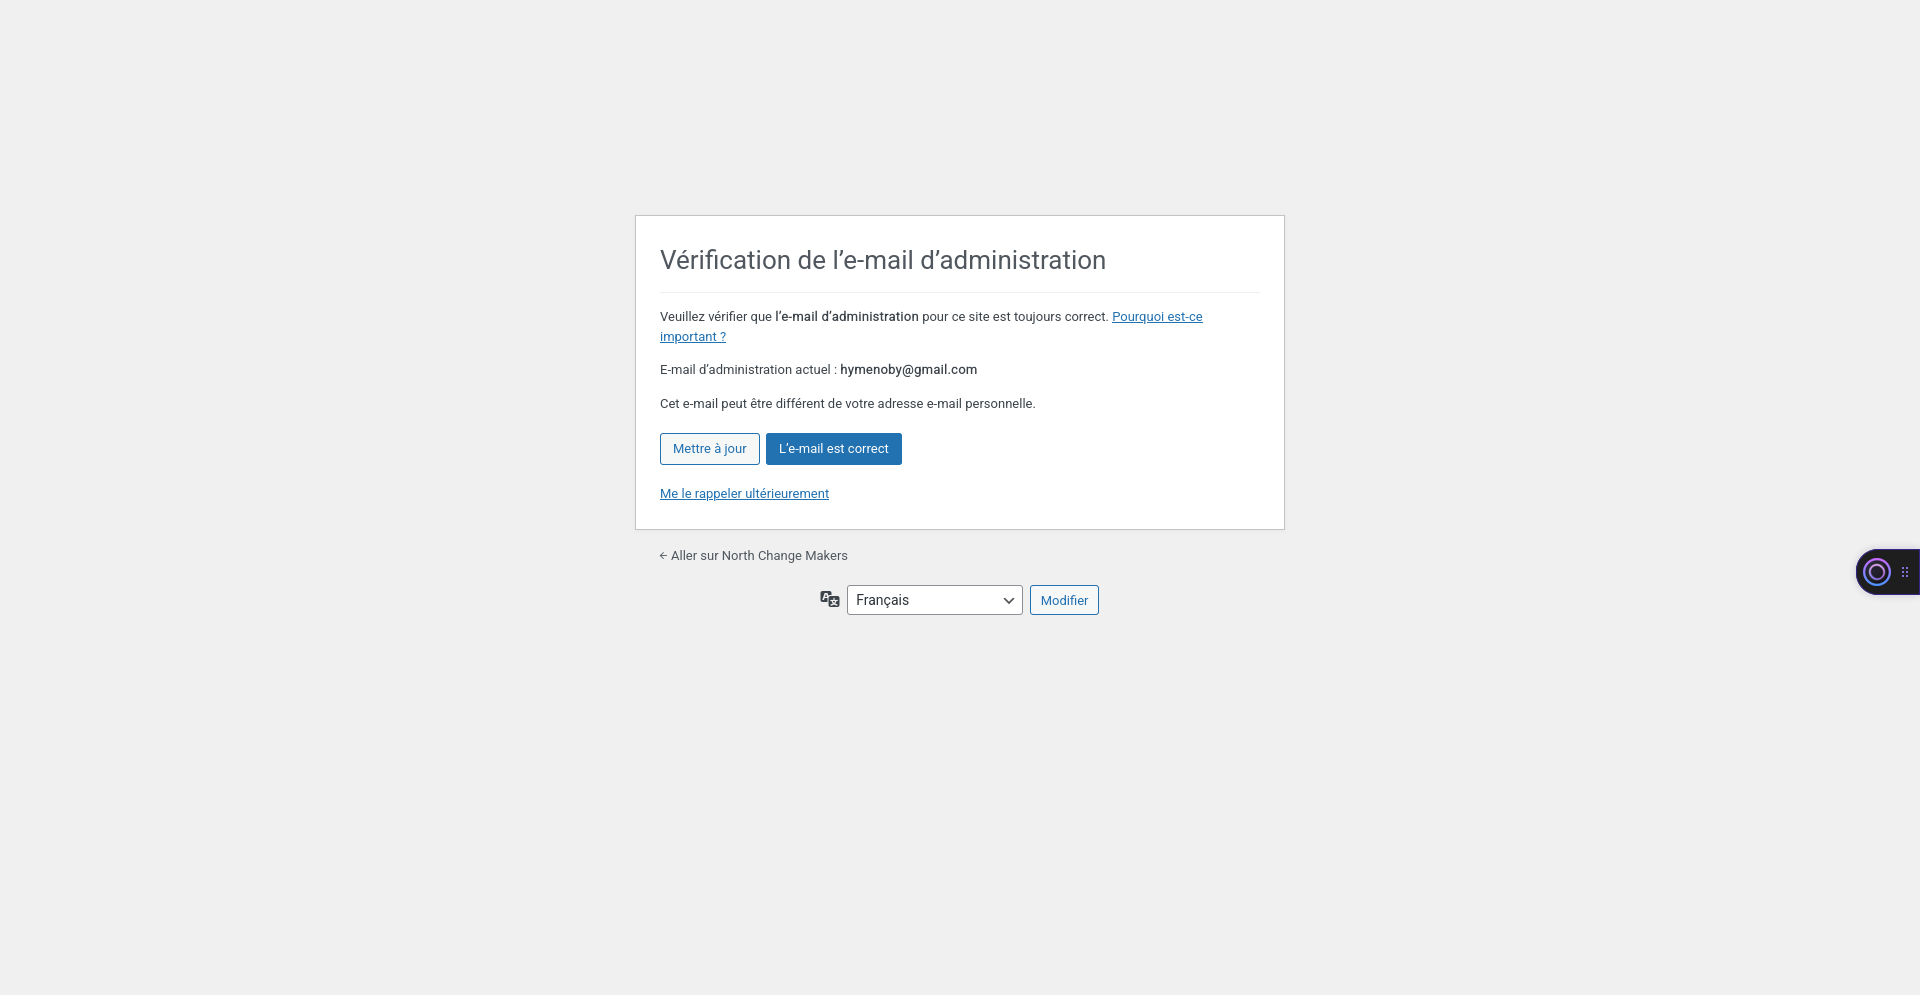 Vérification de l’e-mail d’administration
Veuillez vérifier que l’e-mail d’administration pour ce site est toujours correct. Pourquoi est-ce
important ?
E-mail d’administration actuel : hymenoby@gmail.com
Cet e-mail peut être différent de votre adresse e-mail personnelle.
Mettre à jour L’e-mail est correct
Me le rappeler ultérieurement
← Aller sur North Change Makers
Français Modifier